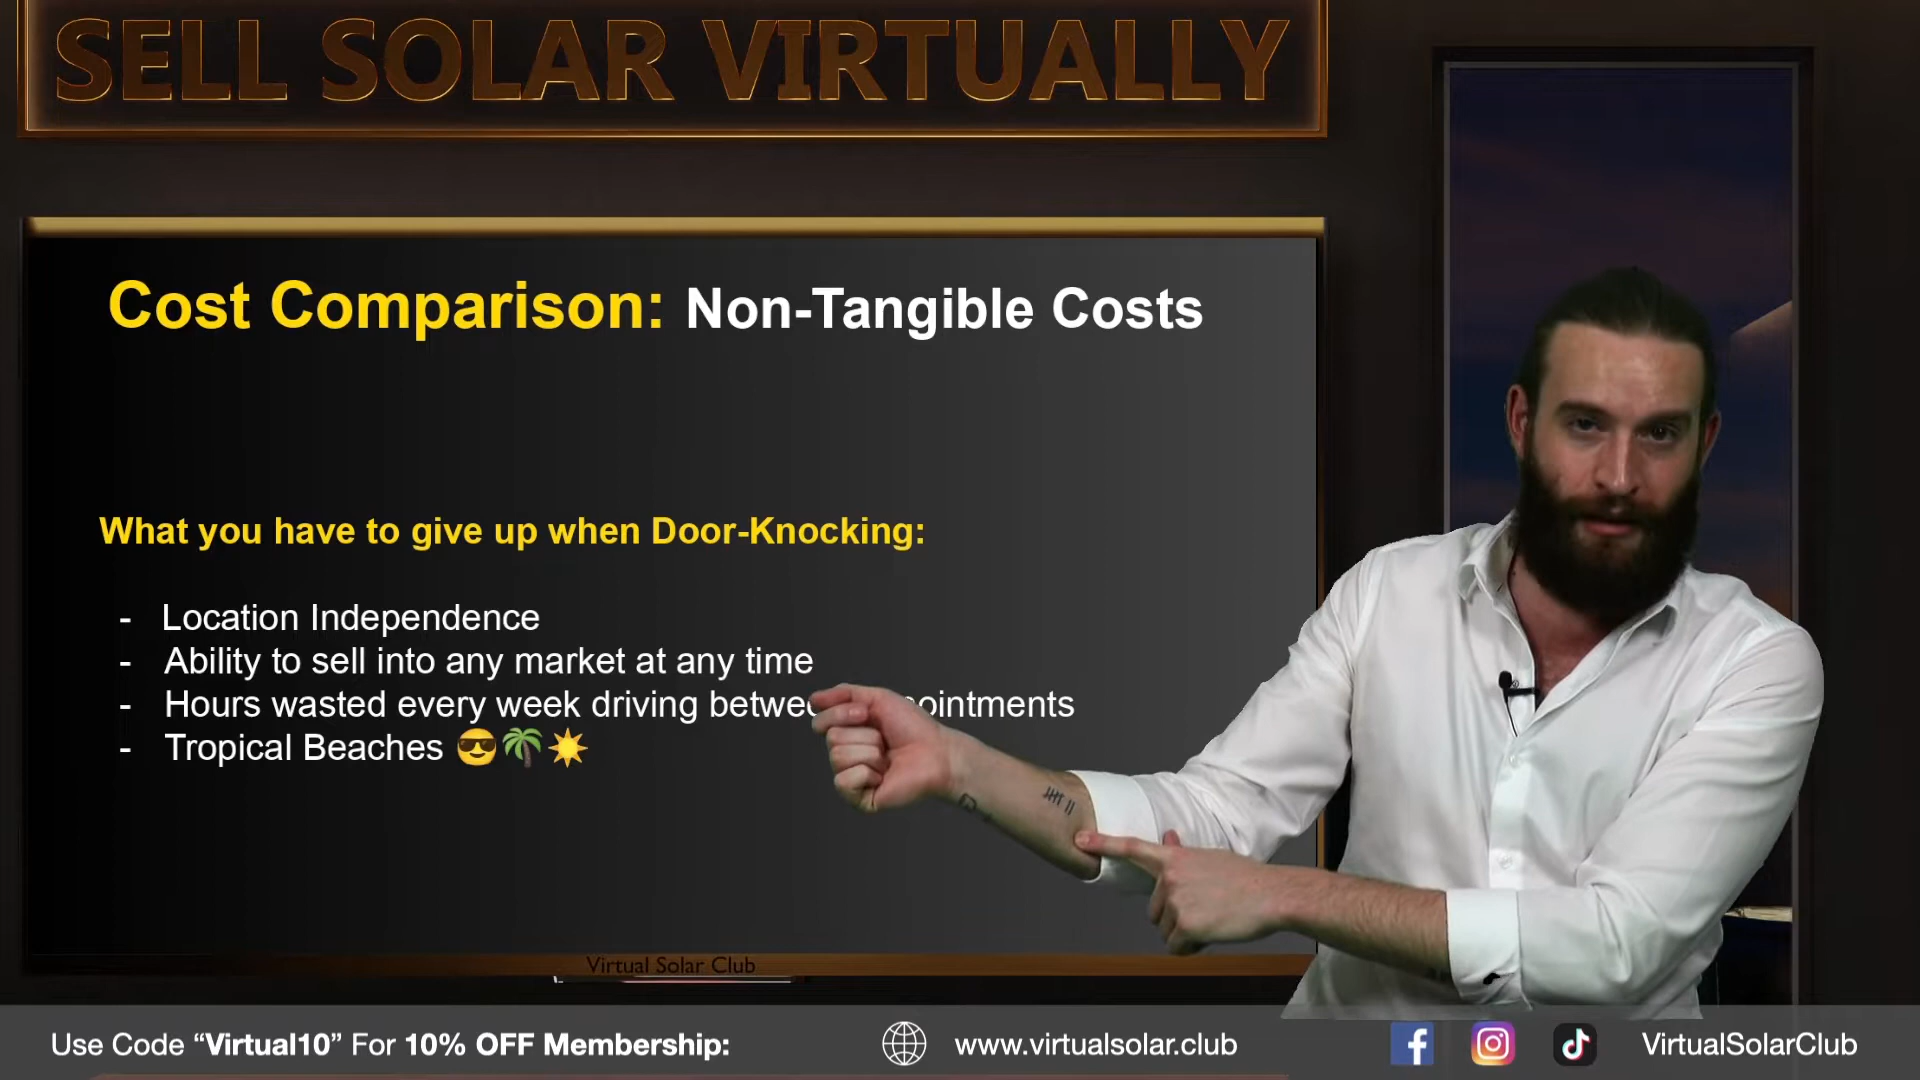 SELL SOLAR VIRTUALLY
Cost Comparison: Non-Tangible Costs
What you have to give up when Door-Knocking:
- Location Independence
- Ability to sell into any market at any time
- Hours wasted every week driving
- Tropical Beaches 😎🌴☀️
Virtual Solar Club
Use Code “Virtual10” For 10% OFF Membership:
www.virtualsolar.club
VirtualSolarClub